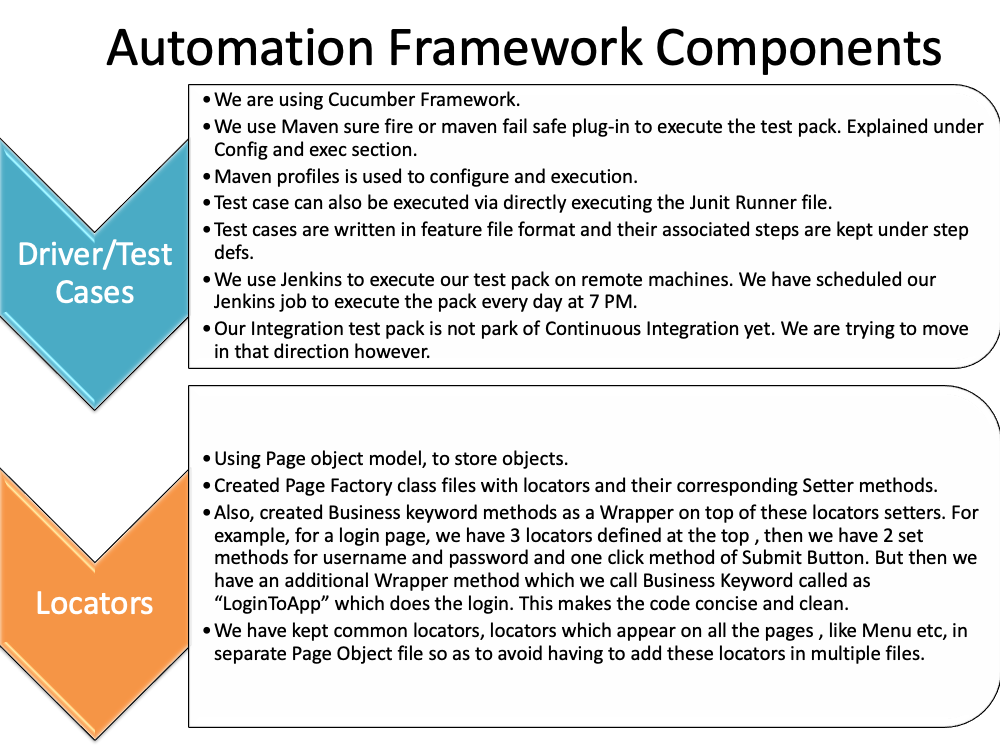 Automation Framework Components
Driver/Test
Cases
•We are using Cucumber Framework.
•We use Maven sure fire or maven fail safe plug-in to execute the test pack. Explained under
Config and exec section.
•Maven profiles is used to configure and execution.
•Test case can also be executed via directly executing the Junit Runner file.
•Test cases are written in feature file format and their associated steps are kept under step
defs.
•We use Jenkins to execute our test pack on remote machines. We have scheduled our
Jenkins job to execute the pack every day at 7 PM.
•Our Integration test pack is not park of Continuous Integration yet. We are trying to move
in that direction however.
Locators
•Using Page object model, to store objects.
•Created Page Factory class files with locators and their corresponding Setter methods.
•Also, created Business keyword methods as a Wrapper on top of these locators setters. For
example, for a login page, we have 3 locators defined at the top , then we have 2 set
methods for username and password and one click method of Submit Button. But then we
have an additional Wrapper method which we call Business Keyword called as
“LoginToApp” which does the login. This makes the code concise and clean.
•We have kept common locators, locators which appear on all the pages , like Menu etc, in
separate Page Object file so as to avoid having to add these locators in multiple files.